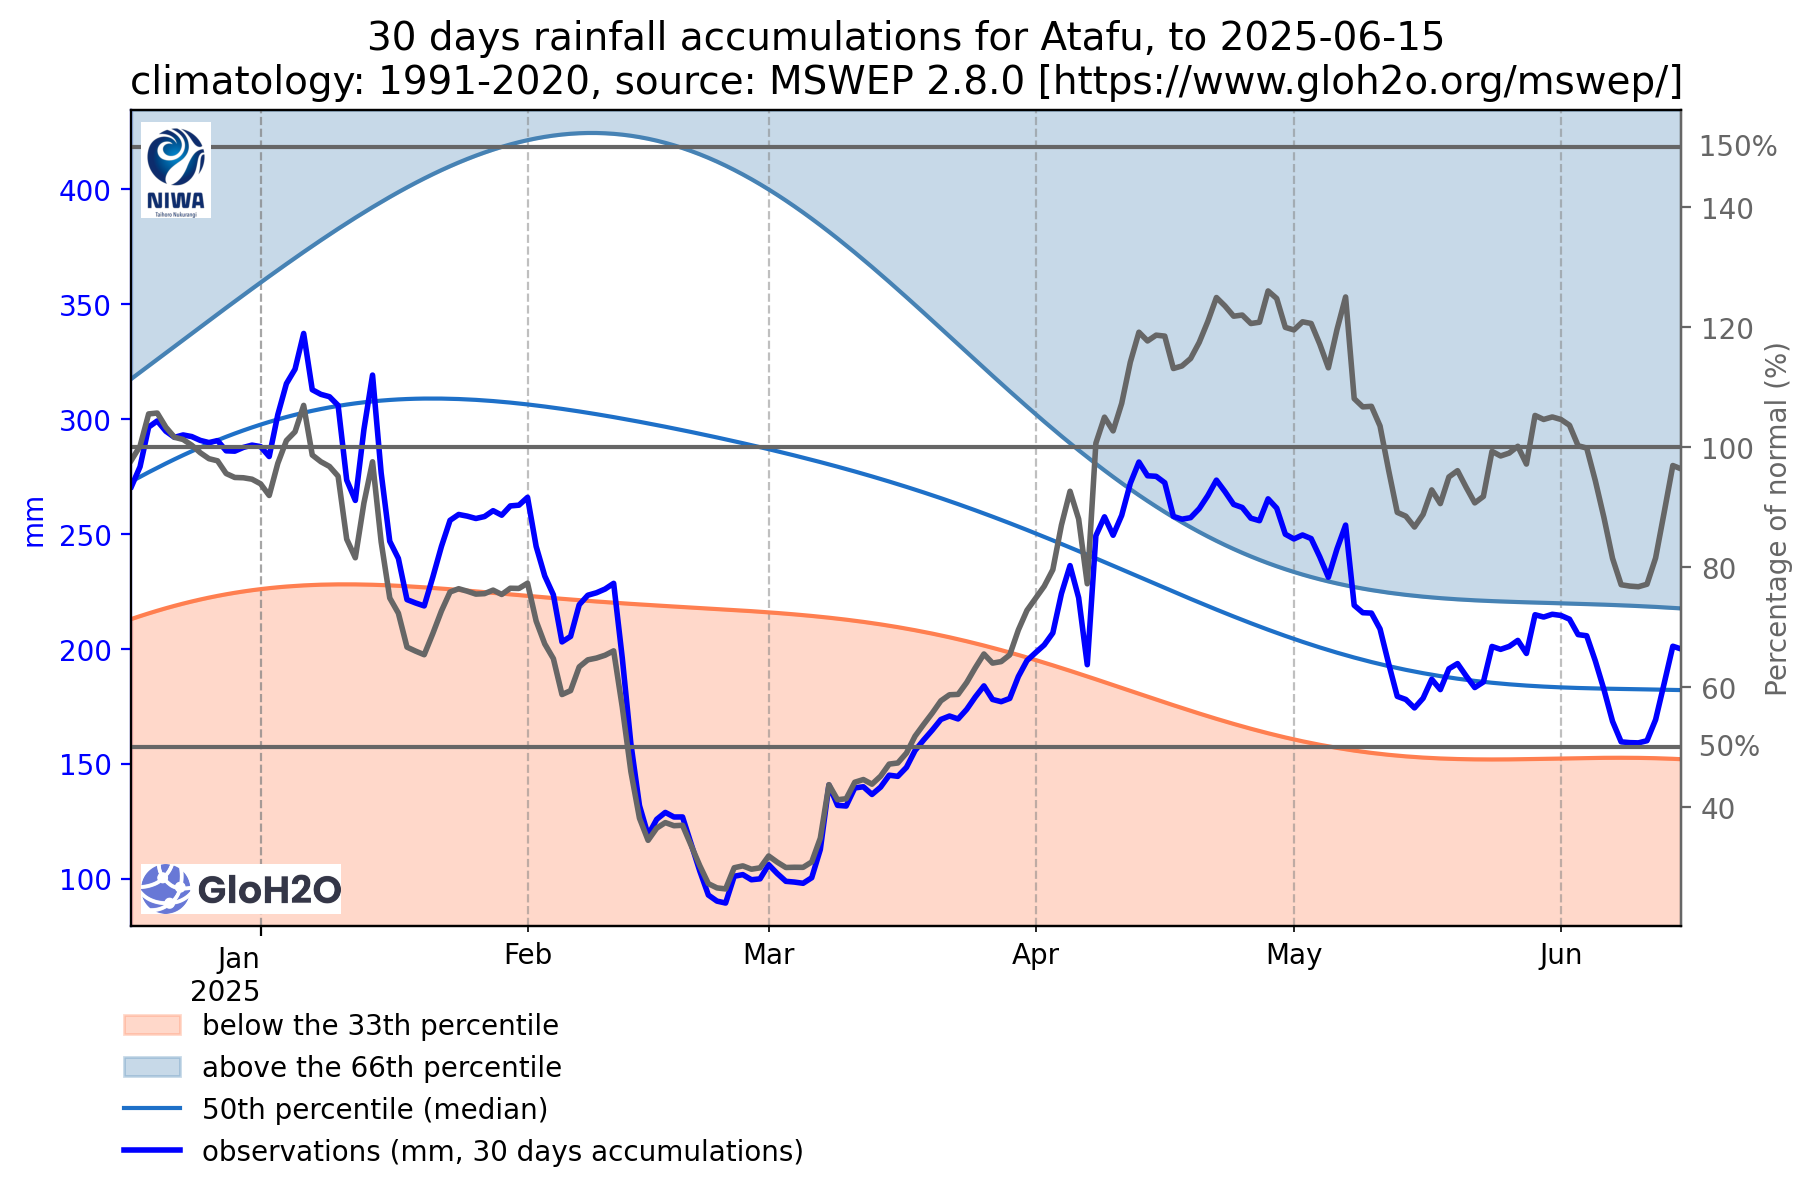 30 days rainfall accumulations for Atafu, to 2025-06-15
climatology: 1991-2020, source: MSWEP 2.8.0 [https://www.gloh2o.org/mswep/]
NIWA
Taihoro Nukurangi
400
350
300
250
200
150
100
mm
150%
140
120
100
80
60
50%
40
Percentage of normal (%)
GloH2O
Jan
2025
Feb
Mar
Apr
May
Jun
below the 33th percentile
above the 66th percentile
50th percentile (median)
observations (mm, 30 days accumulations)